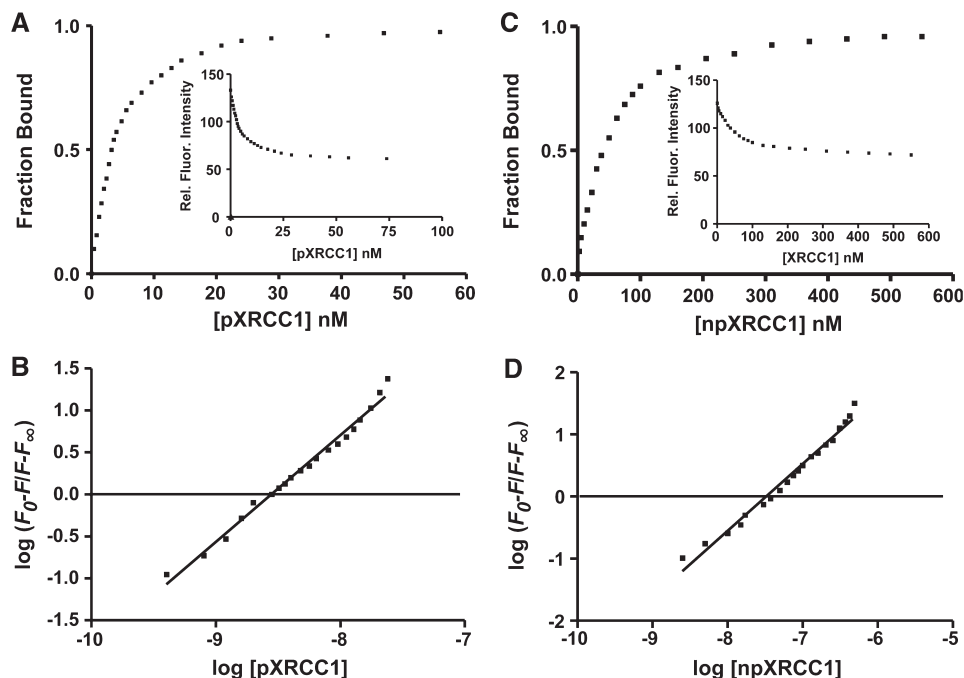 A
1.0
0.5
0.0
Fraction Bound
0 10 20 30 40 50 60
[pXRCC1] nM
150
100
50
0
Rel. Fluor. Intensity
0 25 50 75 100
[pXRCC1] nM
C
1.0
0.5
0.0
Fraction Bound
0 100 200 300 400 500 600
[npXRCC1] nM
150
100
50
0
Rel. Fluor. Intensity
0 100 200 300 400 500 600
[XRCC1] nM
B
1.5
1.0
0.5
0.0
-0.5
-1.0
-1.5
log (F0-F/F-F∞)
-10 -9 -8 -7
log [pXRCC1]
D
2
1
0
-1
-2
log (F0-F/F-F∞)
-10 -9 -8 -7 -6 -5
log [npXRCC1]